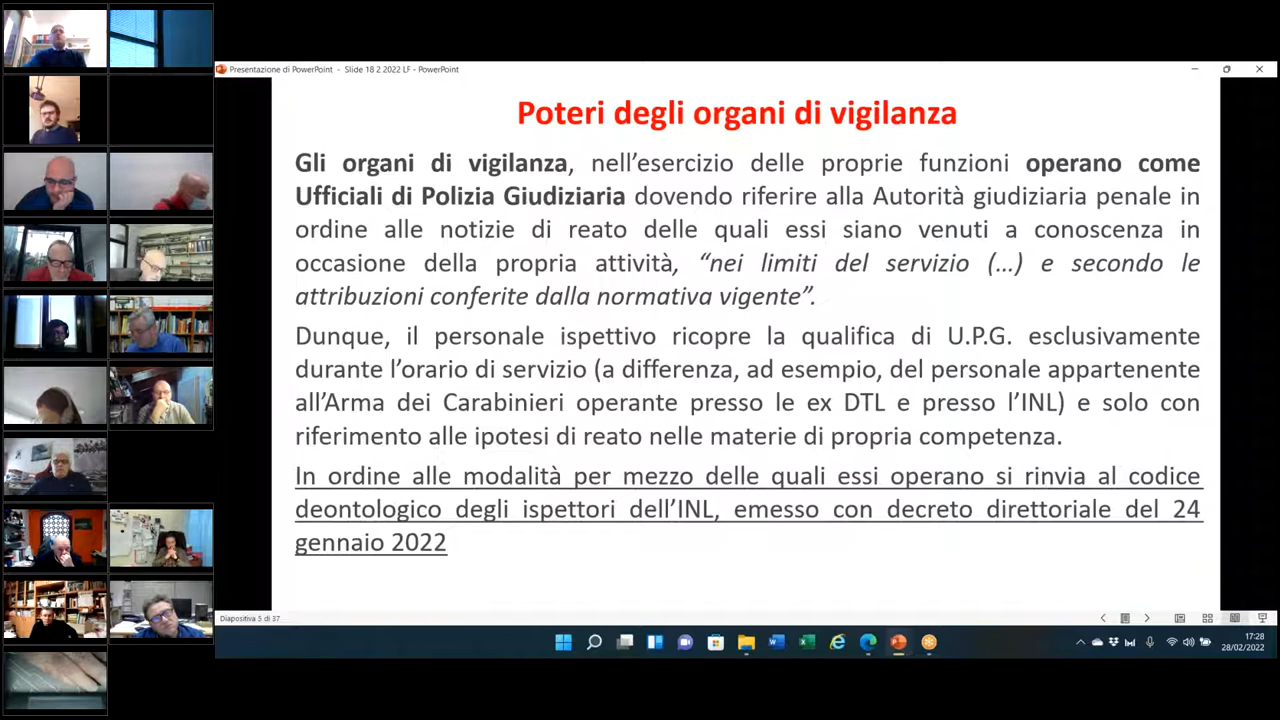 Presentazione di PowerPoint - Slide 18 2 2022 LF - PowerPoint
Poteri degli organi di vigilanza
Gli organi di vigilanza, nell’esercizio delle proprie funzioni operano come
Ufficiali di Polizia Giudiziaria dovendo riferire alla Autorità giudiziaria penale in
ordine alle notizie di reato delle quali essi siano venuti a conoscenza in
occasione della propria attività, “nei limiti del servizio (…) e secondo le
attribuzioni conferite dalla normativa vigente”.
Dunque, il personale ispettivo ricopre la qualifica di U.P.G. esclusivamente
durante l’orario di servizio (a differenza, ad esempio, del personale appartenente
all’Arma dei Carabinieri operante presso le ex DTL e presso l’INL) e solo con
riferimento alle ipotesi di reato nelle materie di propria competenza.
In ordine alle modalità per mezzo delle quali essi operano si rinvia al codice
deontologico degli ispettori dell’INL, emesso con decreto direttoriale del 24
gennaio 2022
Diapositiva 5 di 37
17:28
28/02/2022